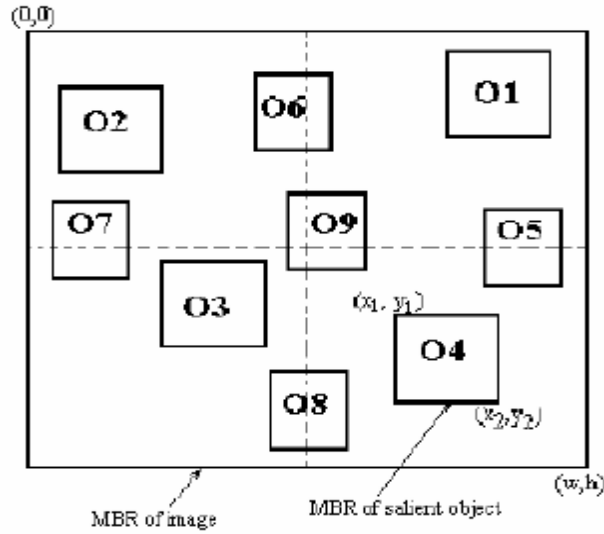 (0,0)
O1
O6
O2
O7
O9
O5
(x₁, y₁)
O3
O4
O8
(x₂,y₂)
(w,h)
MBR of image
MBR of salient object